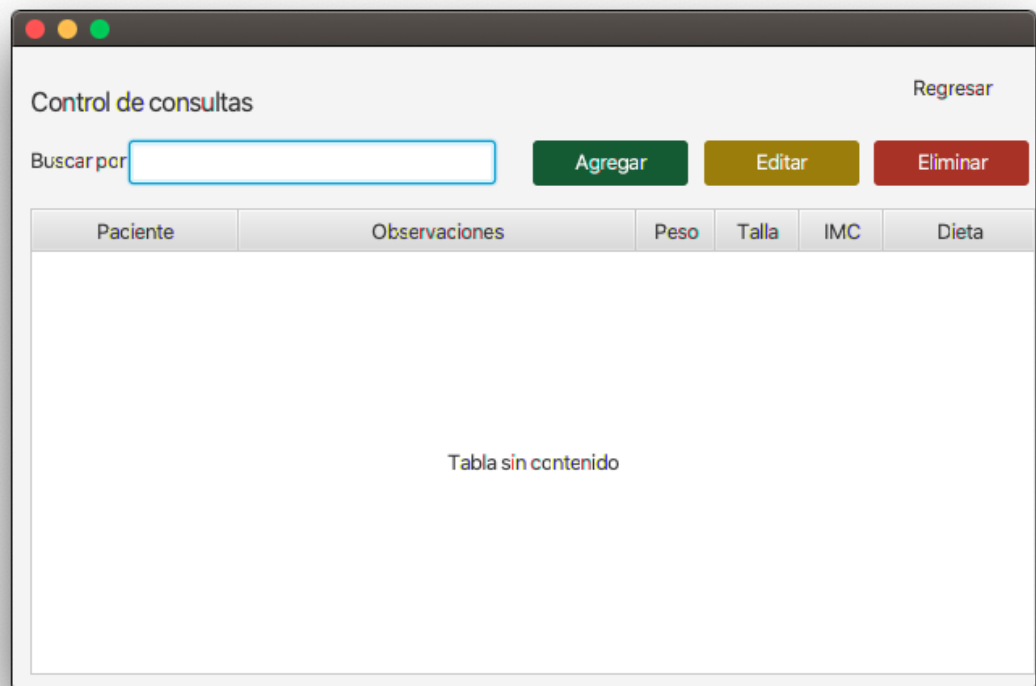 Regresar
Control de consultas
Buscar por Agregar Editar Eliminar
Paciente Observaciones Peso Talla IMC Dieta
Tabla sin contenido